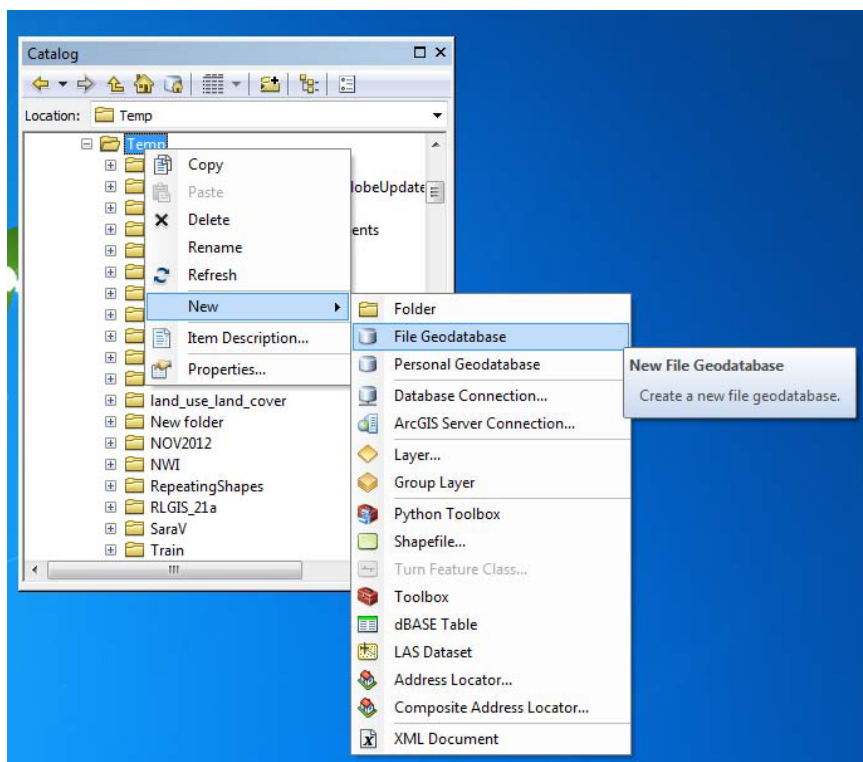 Catalog
Location: Temp
Temp
Copy
Paste
lobeUpdate
Delete
ents
Rename
Refresh
New
Item Description...
Properties...
land_use_land_cover
New folder
NOV2012
NWI
RepeatingShapes
RLGIS_21a
SaraV
Train
Folder
File Geodatabase
Personal Geodatabase
Database Connection...
ArcGIS Server Connection...
Layer...
Group Layer
Python Toolbox
Shapefile...
Turn Feature Class...
Toolbox
dBASE Table
LAS Dataset
Address Locator...
Composite Address Locator...
XML Document
New File Geodatabase
Create a new file geodatabase.